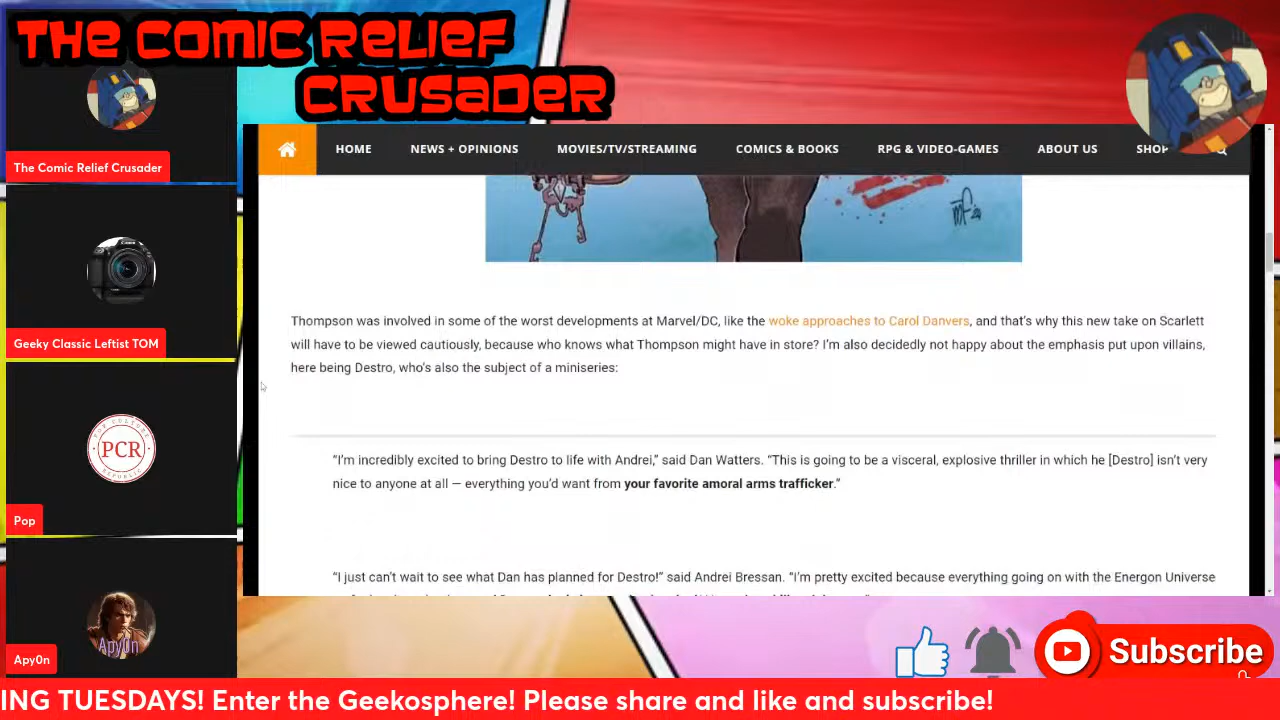 THE COMIC RELIEF
CRUSADER
The Comic Relief Crusader
Geeky Classic Leftist TOM
POP CULTURE
PCR
REPUBLIC
Pop
Apy0n
Apy0n
HOME NEWS + OPINIONS MOVIES/TV/STREAMING COMICS & BOOKS RPG & VIDEO-GAMES ABOUT US SHOP
Thompson was involved in some of the worst developments at Marvel/DC, like the woke approaches to Carol Danvers, and that's why this new take on Scarlett
will have to be viewed cautiously, because who knows what Thompson might have in store? I'm also decidedly not happy about the emphasis put upon villains,
here being Destro, who's also the subject of a miniseries:
“I'm incredibly excited to bring Destro to life with Andrei,” said Dan Watters. “This is going to be a visceral, explosive thriller in which he [Destro] isn't very
nice to anyone at all — everything you'd want from your favorite amoral arms trafficker.”
“I just can't wait to see what Dan has planned for Destro!” said Andrei Bressan. “I'm pretty excited because everything going on with the Energon Universe
Subscribe
ING TUESDAYS! Enter the Geekosphere! Please share and like and subscribe!